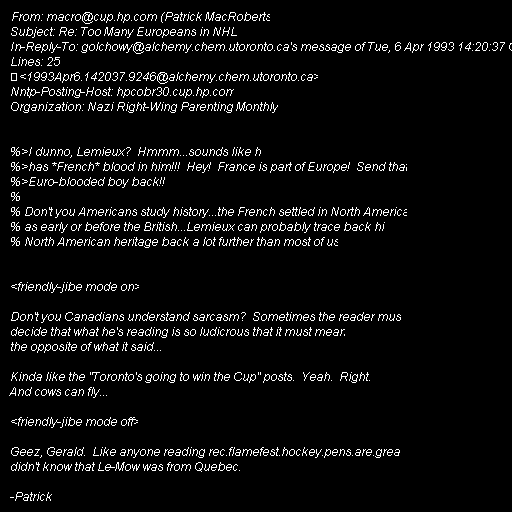 From: macro@cup.hp.com (Patrick MacRoberts
Subject: Re: Too Many Europeans in NHL
In-Reply-To: golchowy@alchemy.chem.utoronto.ca's message of Tue, 6 Apr 1993 14:20:37 G
Lines: 25
<1993Apr6.142037.9246@alchemy.chem.utoronto.ca>
Nntp-Posting-Host: hpcobr30.cup.hp.com
Organization: Nazi Right-Wing Parenting Monthly
%>I dunno, Lemieux?  Hmmm...sounds like h
%>has *French* blood in him!!!  Hey!  France is part of Europe!  Send that
%>Euro-blooded boy back!!
%
% Don't you Americans study history...the French settled in North America
% as early or before the British...Lemieux can probably trace back hi
% North American heritage back a lot further than most of us
<friendly-jibe mode on>
Don't you Canadians understand sarcasm?  Sometimes the reader mus
decide that what he's reading is so ludicrous that it must mean
the opposite of what it said...
Kinda like the "Toronto's going to win the Cup" posts.  Yeah.  Right.
And cows can fly...
<friendly-jibe mode off>
Geez, Gerald.  Like anyone reading rec.flamefest.hockey.pens.are.grea
didn't know that Le-Mow was from Quebec.
-Patrick